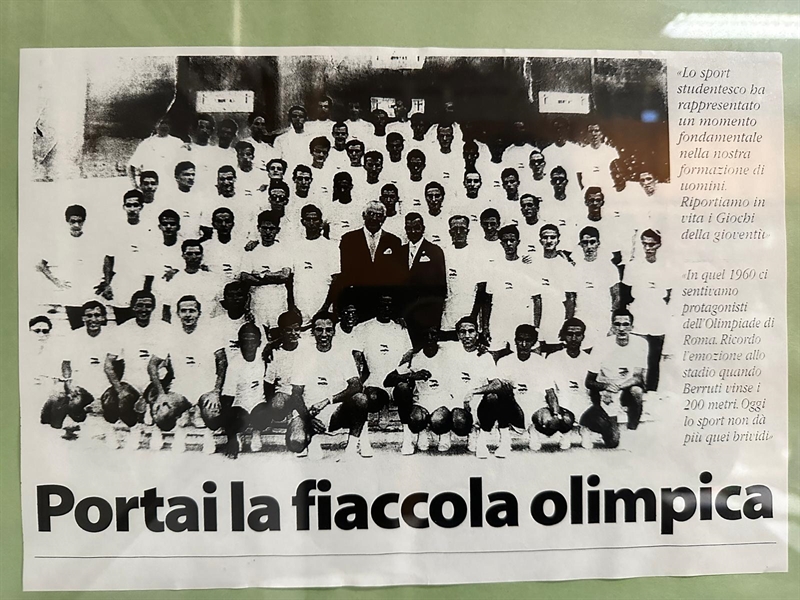 «Lo sport
studentesco ha
rappresentato
un momento
fondamentale
nella nostra
formazione di
uomini.
Riportiamo in
vita i Giochi
della gioventù»
«In quel 1960 ci
sentivamo
protagonisti
dell'Olimpiade di
Roma. Ricordo
l'emozione allo
stadio quando
Berruti vinse i
200 metri. Oggi
lo sport non dà
più quei brividi»
Portai la fiaccola olimpica